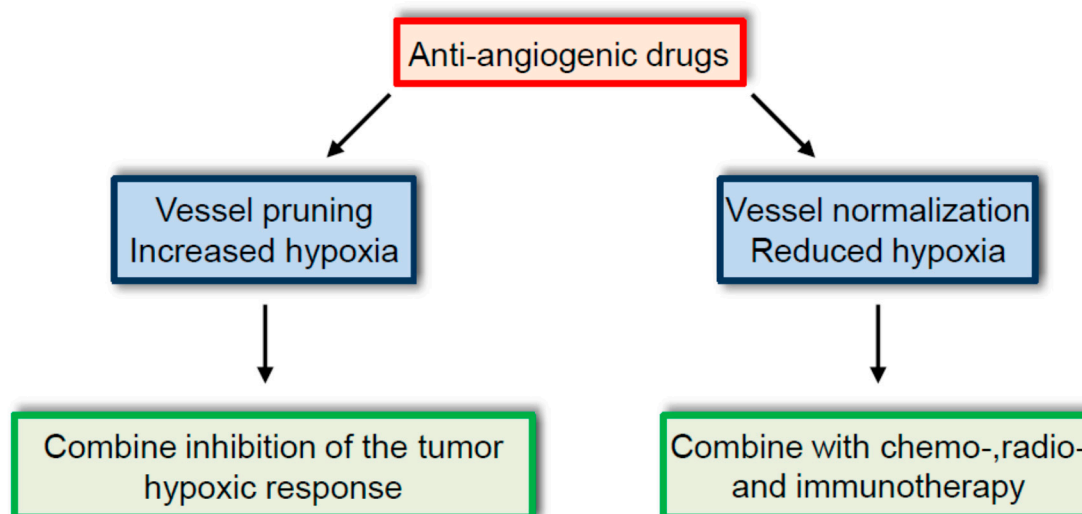 Anti-angiogenic drugs
Vessel pruning
Increased hypoxia
Vessel normalization
Reduced hypoxia
Combine inhibition of the tumor
hypoxic response
Combine with chemo-,radio-
and immunotherapy